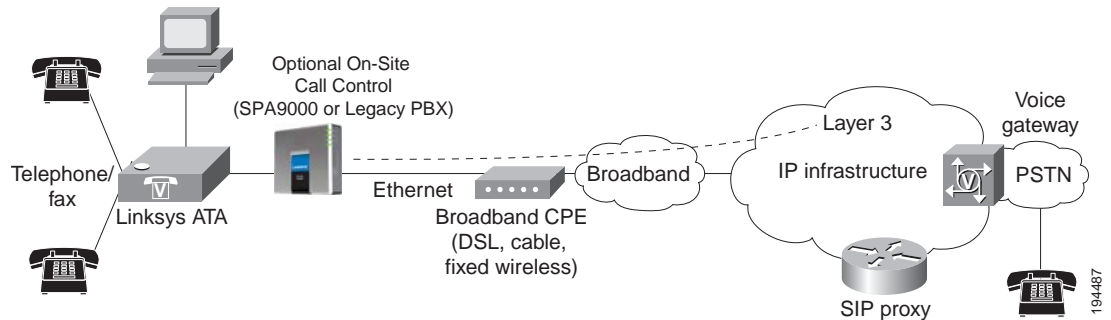 Optional On-Site
Call Control
(SPA9000 or Legacy PBX)
Telephone/
fax
V
Linksys ATA
Ethernet
Broadband CPE
(DSL, cable,
fixed wireless)
Broadband
Layer 3
IP infrastructure
SIP proxy
Voice
gateway
V
PSTN
194487